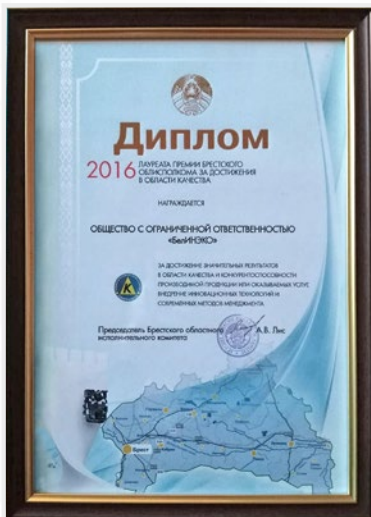 Диплом
2016
ЛАУРЕАТА ПРЕМИИ БРЕСТСКОГО
ОБЛИСПОЛКОМА ЗА ДОСТИЖЕНИЯ
В ОБЛАСТИ КАЧЕСТВА
НАГРАЖДАЕТСЯ
ОБЩЕСТВО С ОГРАНИЧЕННОЙ ОТВЕТСТВЕННОСТЬЮ
«БелИНЭКО»
ЗА ДОСТИЖЕНИЕ ЗНАЧИТЕЛЬНЫХ РЕЗУЛЬТАТОВ
В ОБЛАСТИ КАЧЕСТВА И КОНКУРЕНТОСПОСОБНОСТИ
ПРОИЗВОДИМОЙ ПРОДУКЦИИ ИЛИ ОКАЗЫВАЕМЫХ УСЛУГ,
ВНЕДРЕНИЕ ИННОВАЦИОННЫХ ТЕХНОЛОГИЙ И
СОВРЕМЕННЫХ МЕТОДОВ МЕНЕДЖМЕНТА
К
Председатель Брестского областного
исполнительного комитета
А.В. Лис
Брест